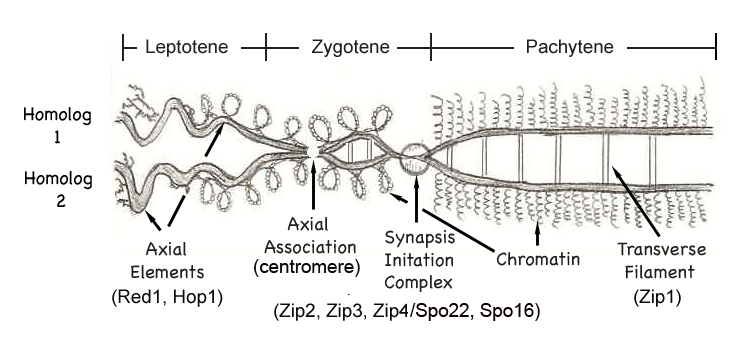 Leptotene Zygotene Pachytene
Homolog
1
Homolog
2
Axial
Elements
(Red1, Hop1)
Axial
Association
(centromere)
Synapsis
Initation
Complex
(Zip2, Zip3, Zip4/Spo22, Spo16)
Chromatin
Transverse
Filament
(Zip1)